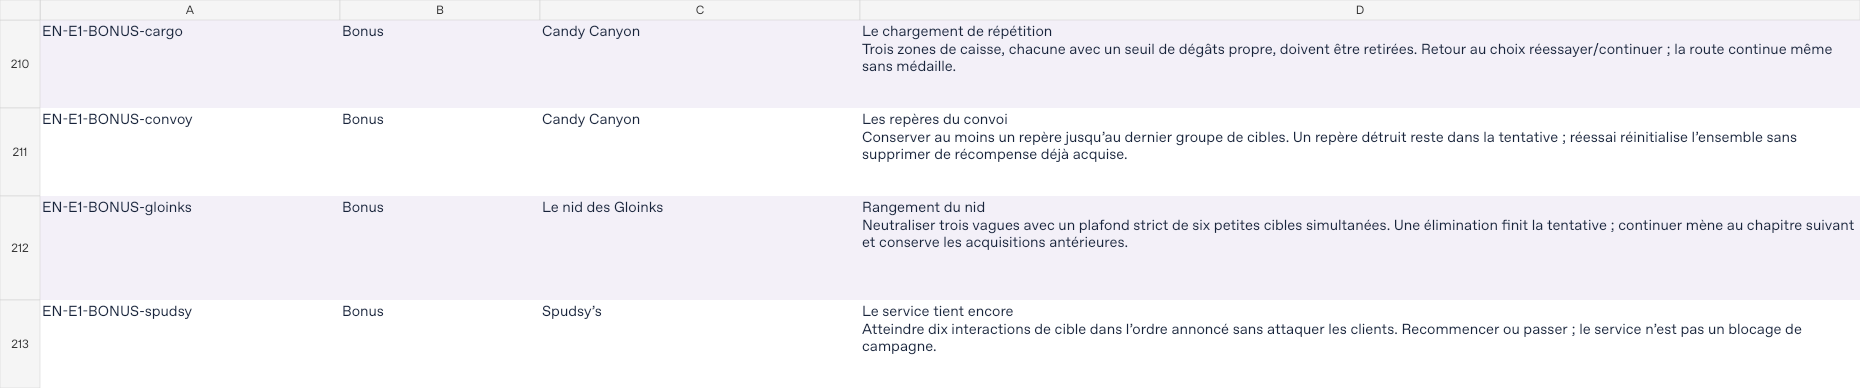 A B C D
210 EN-E1-BONUS-cargo Bonus Candy Canyon Le chargement de répétition
Trois zones de caisse, chacune avec un seuil de dégâts propre, doivent être retirées. Retour au choix réessayer/continuer ; la route continue même
sans médaille.
211 EN-E1-BONUS-convoy Bonus Candy Canyon Les repères du convoi
Conserver au moins un repère jusqu’au dernier groupe de cibles. Un repère détruit reste dans la tentative ; réessai réinitialise l’ensemble sans
supprimer de récompense déjà acquise.
212 EN-E1-BONUS-gloinks Bonus Le nid des Gloinks Rangement du nid
Neutraliser trois vagues avec un plafond strict de six petites cibles simultanées. Une élimination finit la tentative ; continuer mène au chapitre suivant
et conserve les acquisitions antérieures.
213 EN-E1-BONUS-spudsy Bonus Spudsy’s Le service tient encore
Atteindre dix interactions de cible dans l’ordre annoncé sans attaquer les clients. Recommencer ou passer ; le service n’est pas un blocage de
campagne.